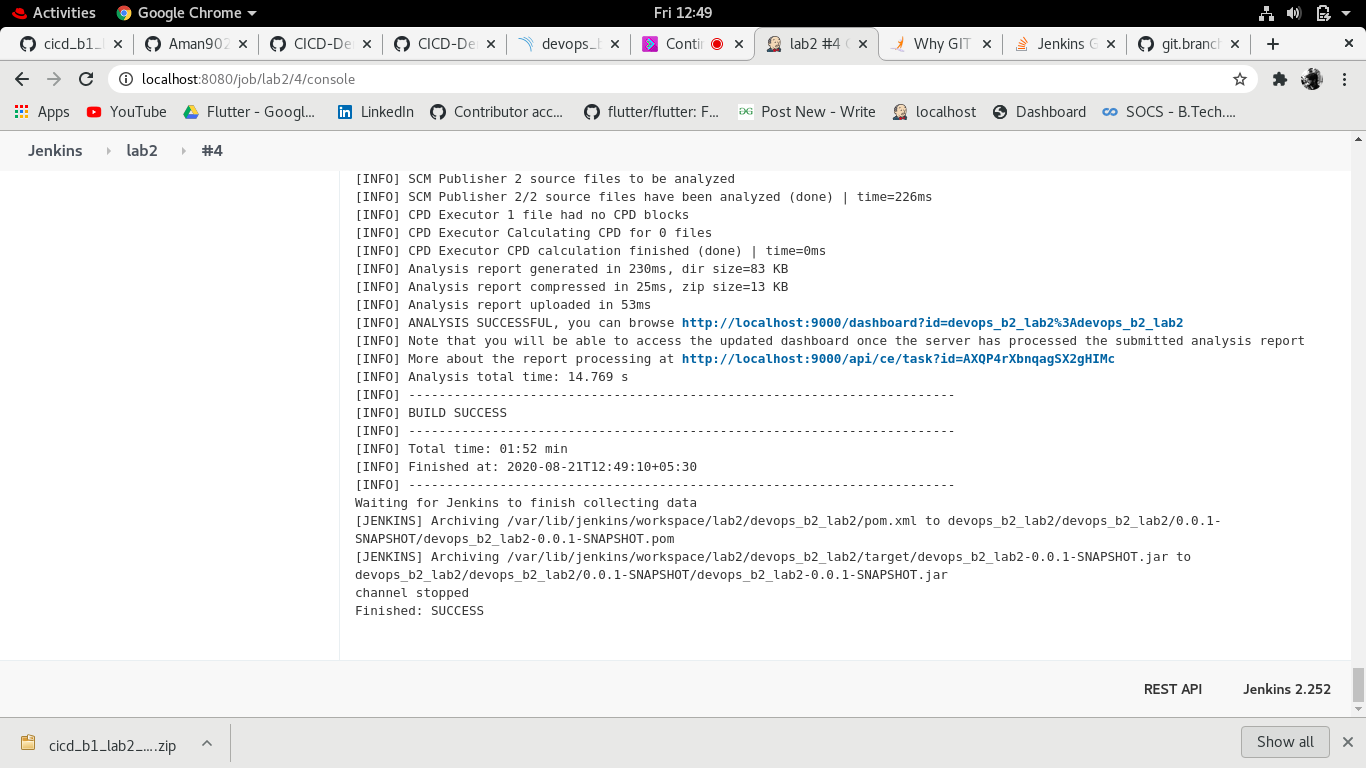 Activities Google Chrome Fri 12:49
cicd_b1_ Aman902 CICD-De CICD-De devops_b Conti lab2 #4 C Why GIT Jenkins G git.branch
localhost:8080/job/lab2/4/console
Apps YouTube Flutter - Googl... LinkedIn Contributor acc... flutter/flutter: F... Post New - Write localhost Dashboard SOCS - B.Tech....
Jenkins lab2 #4
[INFO] SCM Publisher 2 source files to be analyzed
[INFO] SCM Publisher 2/2 source files have been analyzed (done) | time=226ms
[INFO] CPD Executor 1 file had no CPD blocks
[INFO] CPD Executor Calculating CPD for 0 files
[INFO] CPD Executor CPD calculation finished (done) | time=0ms
[INFO] Analysis report generated in 230ms, dir size=83 KB
[INFO] Analysis report compressed in 25ms, zip size=13 KB
[INFO] Analysis report uploaded in 53ms
[INFO] ANALYSIS SUCCESSFUL, you can browse http://localhost:9000/dashboard?id=devops_b2_lab2%3Adevops_b2_lab2
[INFO] Note that you will be able to access the updated dashboard once the server has processed the submitted analysis report
[INFO] More about the report processing at http://localhost:9000/api/ce/task?id=AXQP4rXbnqagSX2gHIMc
[INFO] Analysis total time: 14.769 s
[INFO] ------------------------------------------------------------------------
[INFO] BUILD SUCCESS
[INFO] ------------------------------------------------------------------------
[INFO] Total time: 01:52 min
[INFO] Finished at: 2020-08-21T12:49:10+05:30
[INFO] ------------------------------------------------------------------------
Waiting for Jenkins to finish collecting data
[JENKINS] Archiving /var/lib/jenkins/workspace/lab2/devops_b2_lab2/pom.xml to devops_b2_lab2/devops_b2_lab2/0.0.1-
SNAPSHOT/devops_b2_lab2-0.0.1-SNAPSHOT.pom
[JENKINS] Archiving /var/lib/jenkins/workspace/lab2/devops_b2_lab2/target/devops_b2_lab2-0.0.1-SNAPSHOT.jar to
devops_b2_lab2/devops_b2_lab2/0.0.1-SNAPSHOT/devops_b2_lab2-0.0.1-SNAPSHOT.jar
channel stopped
Finished: SUCCESS
REST API Jenkins 2.252
cicd_b1_lab2_....zip Show all